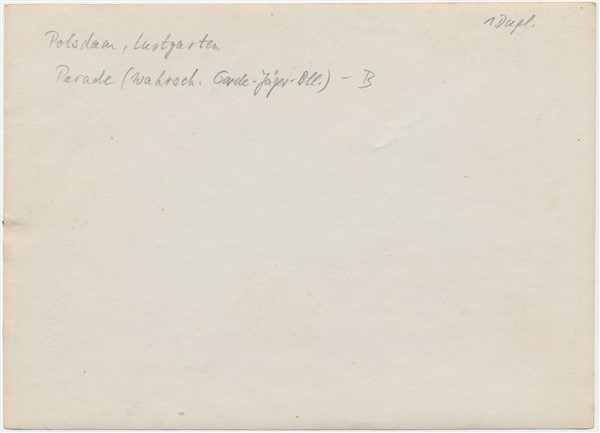 1 Dupl.
Potsdam, Lustgarten
Parade (wahrsch. Garde-Jäger-Btl.) - B